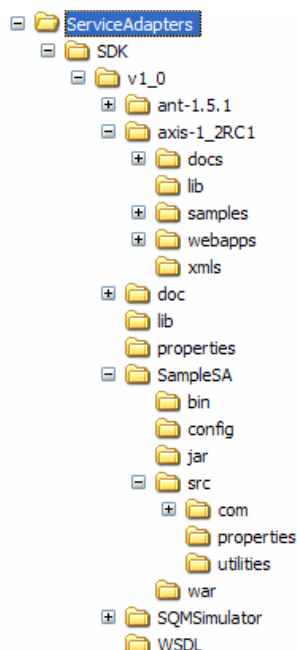 ServiceAdapters
SDK
v1_0
ant-1.5.1
axis-1_2RC1
docs
lib
samples
webapps
xmls
doc
lib
properties
SampleSA
bin
config
jar
src
com
properties
utilities
war
SQMSimulator
WSDL